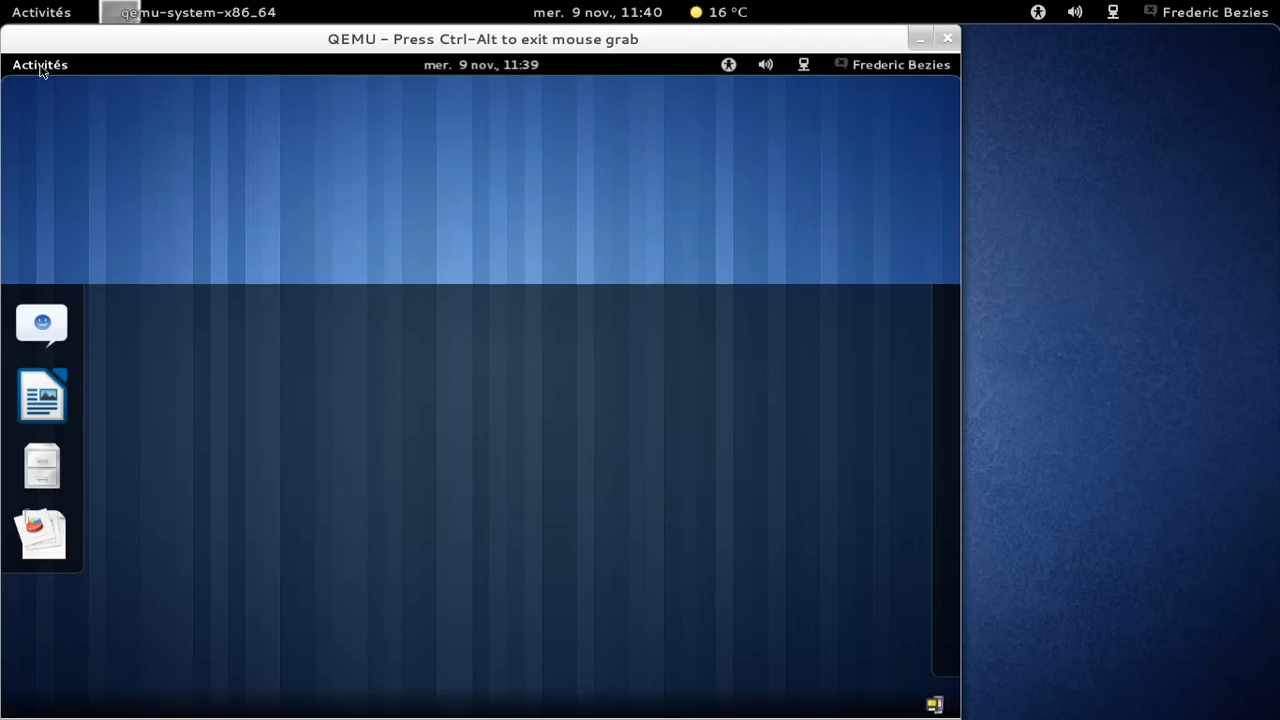 Activités qemu-system-x86_64 mer. 9 nov., 11:40 16 °C Frederic Bezies
QEMU - Press Ctrl-Alt to exit mouse grab
Activités mer. 9 nov., 11:39 Frederic Bezies